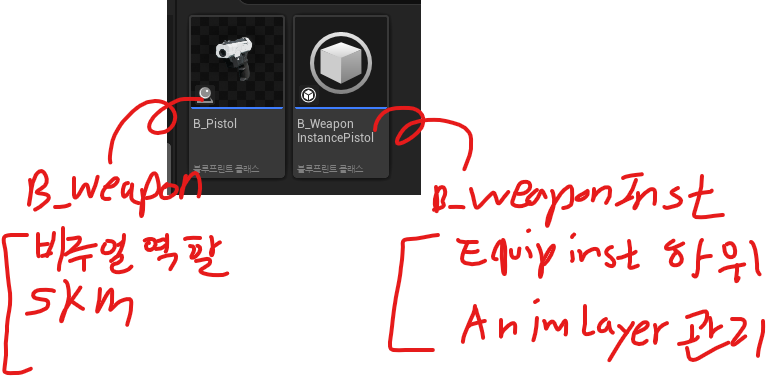 B_Pistol
B_Weapon
InstancePistol
블루프린트 클래스
블루프린트 클래스
B_weapon
비주얼 역팔
SKM
B_weaponInst
Equip inst 하위
AnimLayer 관리